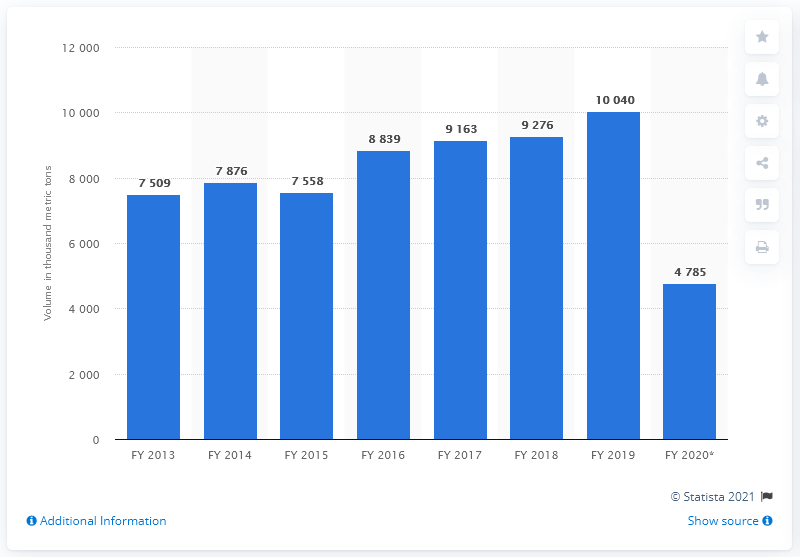 12 000
10 000
8 000
6 000
4 000
2 000
0
Volume in thousand metric tons
7 509
7 876
7 558
8 839
9 163
9 276
10 040
4 785
FY 2013
FY 2014
FY 2015
FY 2016
FY 2017
FY 2018
FY 2019
FY 2020*
© Statista 2021
Additional Information
Show source